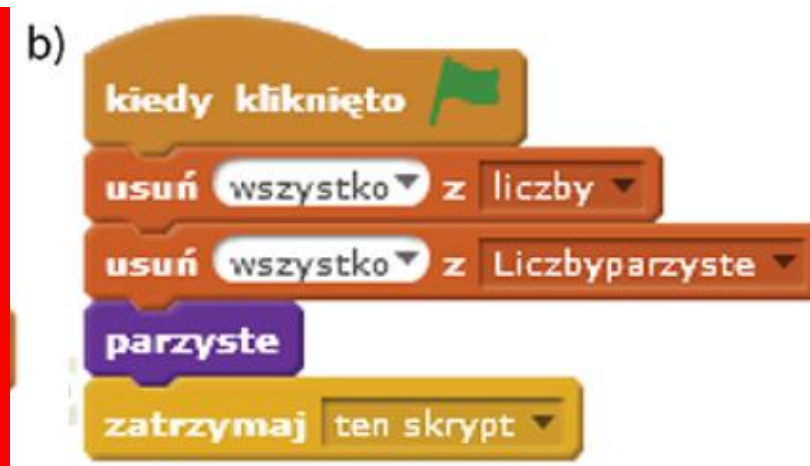 b)
kiedy kliknięto
usuń wszystko z liczby
usuń wszystko z Liczbyparzyste
parzyste
zatrzymaj ten skrypt